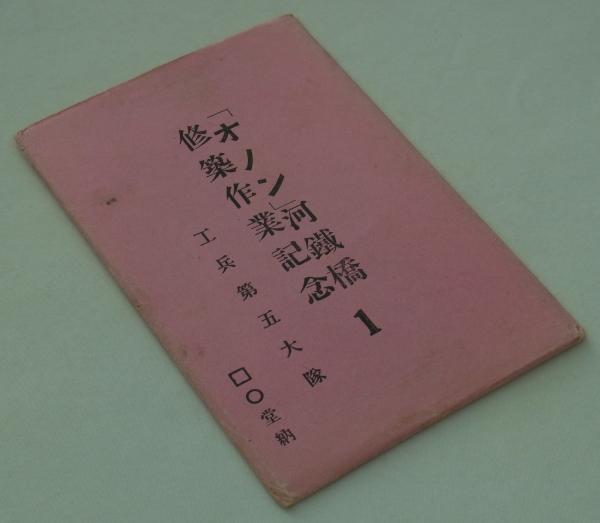 「オノン」河鐵橋
修築作業記念 1
工兵第五大隊
□○堂納